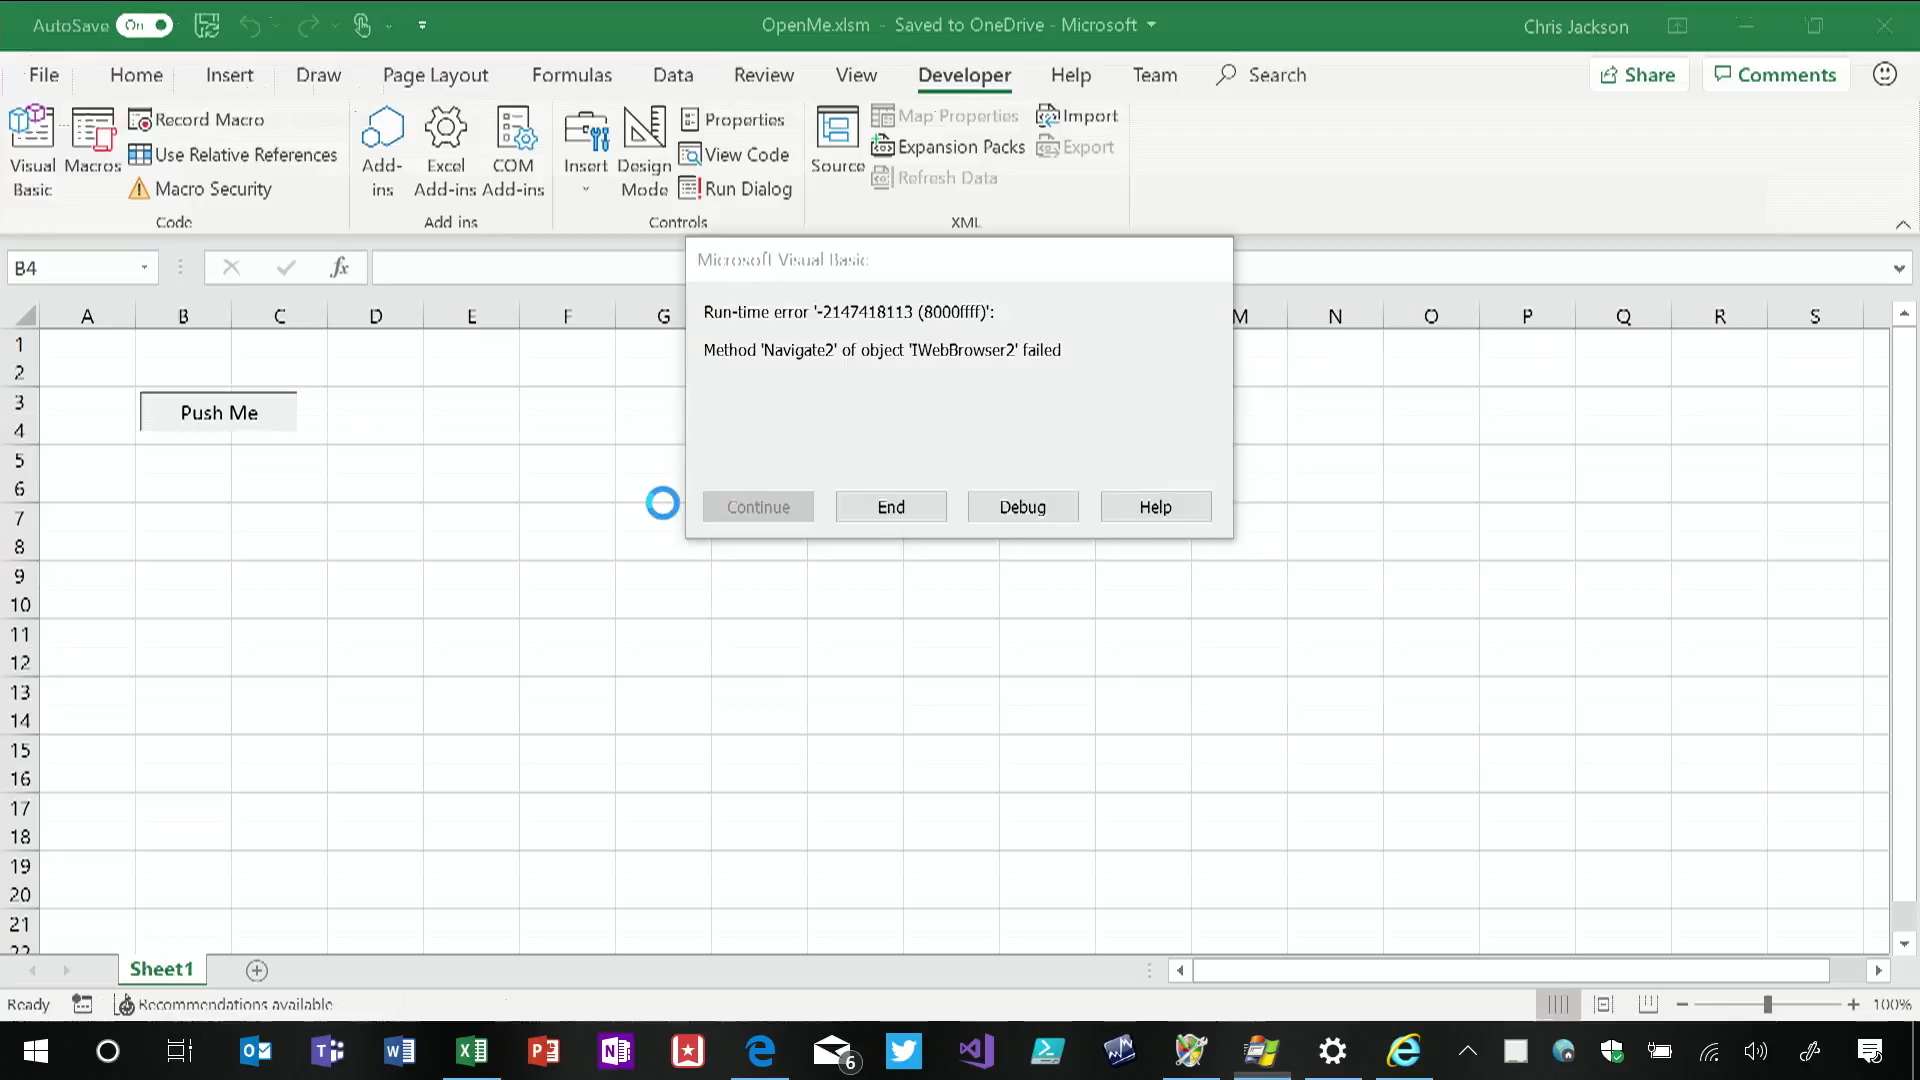 AutoSave On
OpenMe.xlsm - Saved to OneDrive - Microsoft
Chris Jackson
File Home Insert Draw Page Layout Formulas Data Review View Developer Help Team Search
Share
Comments
Visual Basic
Macros
Record Macro
Use Relative References
Macro Security
Code
Add-ins
Excel Add-ins
COM Add-ins
Add ins
Insert
Design Mode
Properties
View Code
Run Dialog
Controls
Source
Map Properties
Expansion Packs
Refresh Data
Import
Export
XML
B4
fx
A B C D E F G M N O P Q R S
1
2
3
4
5
6
7
8
9
10
11
12
13
14
15
16
17
18
19
20
21
22
Push Me
Microsoft Visual Basic
Run-time error '-2147418113 (8000ffff)':
Method 'Navigate2' of object 'IWebBrowser2' failed
Continue End Debug Help
Sheet1
Ready
Recommendations available
100%
6